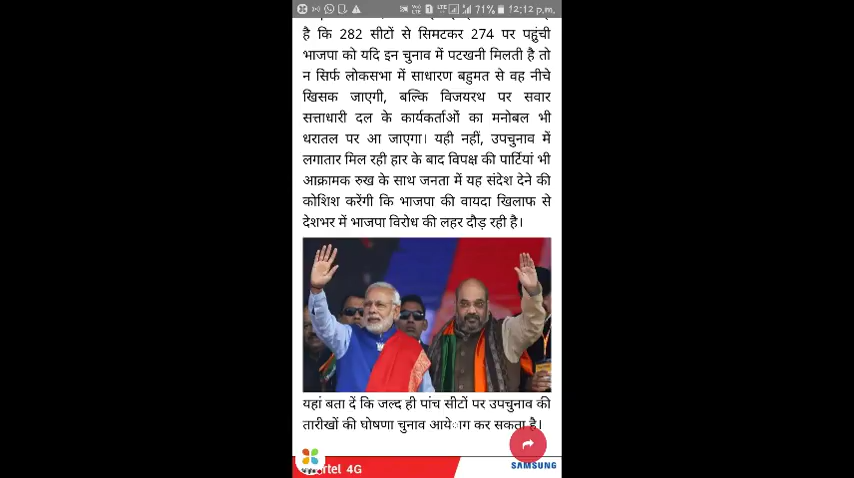 71% 12:12 p.m.
है कि 282 सीटों से सिमटकर 274 पर पहुंची
भाजपा को यदि इन चुनाव में पटखनी मिलती है तो
न सिर्फ लोकसभा में साधारण बहुमत से वह नीचे
खिसक जाएगी, बल्कि विजयरथ पर सवार
सत्ताधारी दल के कार्यकर्ताओं का मनोबल भी
धरातल पर आ जाएगा। यही नहीं, उपचुनाव में
लगातार मिल रही हार के बाद विपक्ष की पार्टियां भी
आक्रामक रुख के साथ जनता में यह संदेश देने की
कोशिश करेंगी कि भाजपा की वायदा खिलाफ से
देशभर में भाजपा विरोध की लहर दौड़ रही है।
यहां बता दें कि जल्द ही पांच सीटों पर उपचुनाव की
तारीखों की घोषणा चुनाव आयेाग कर सकता है।
rtel 4G
SAMSUNG